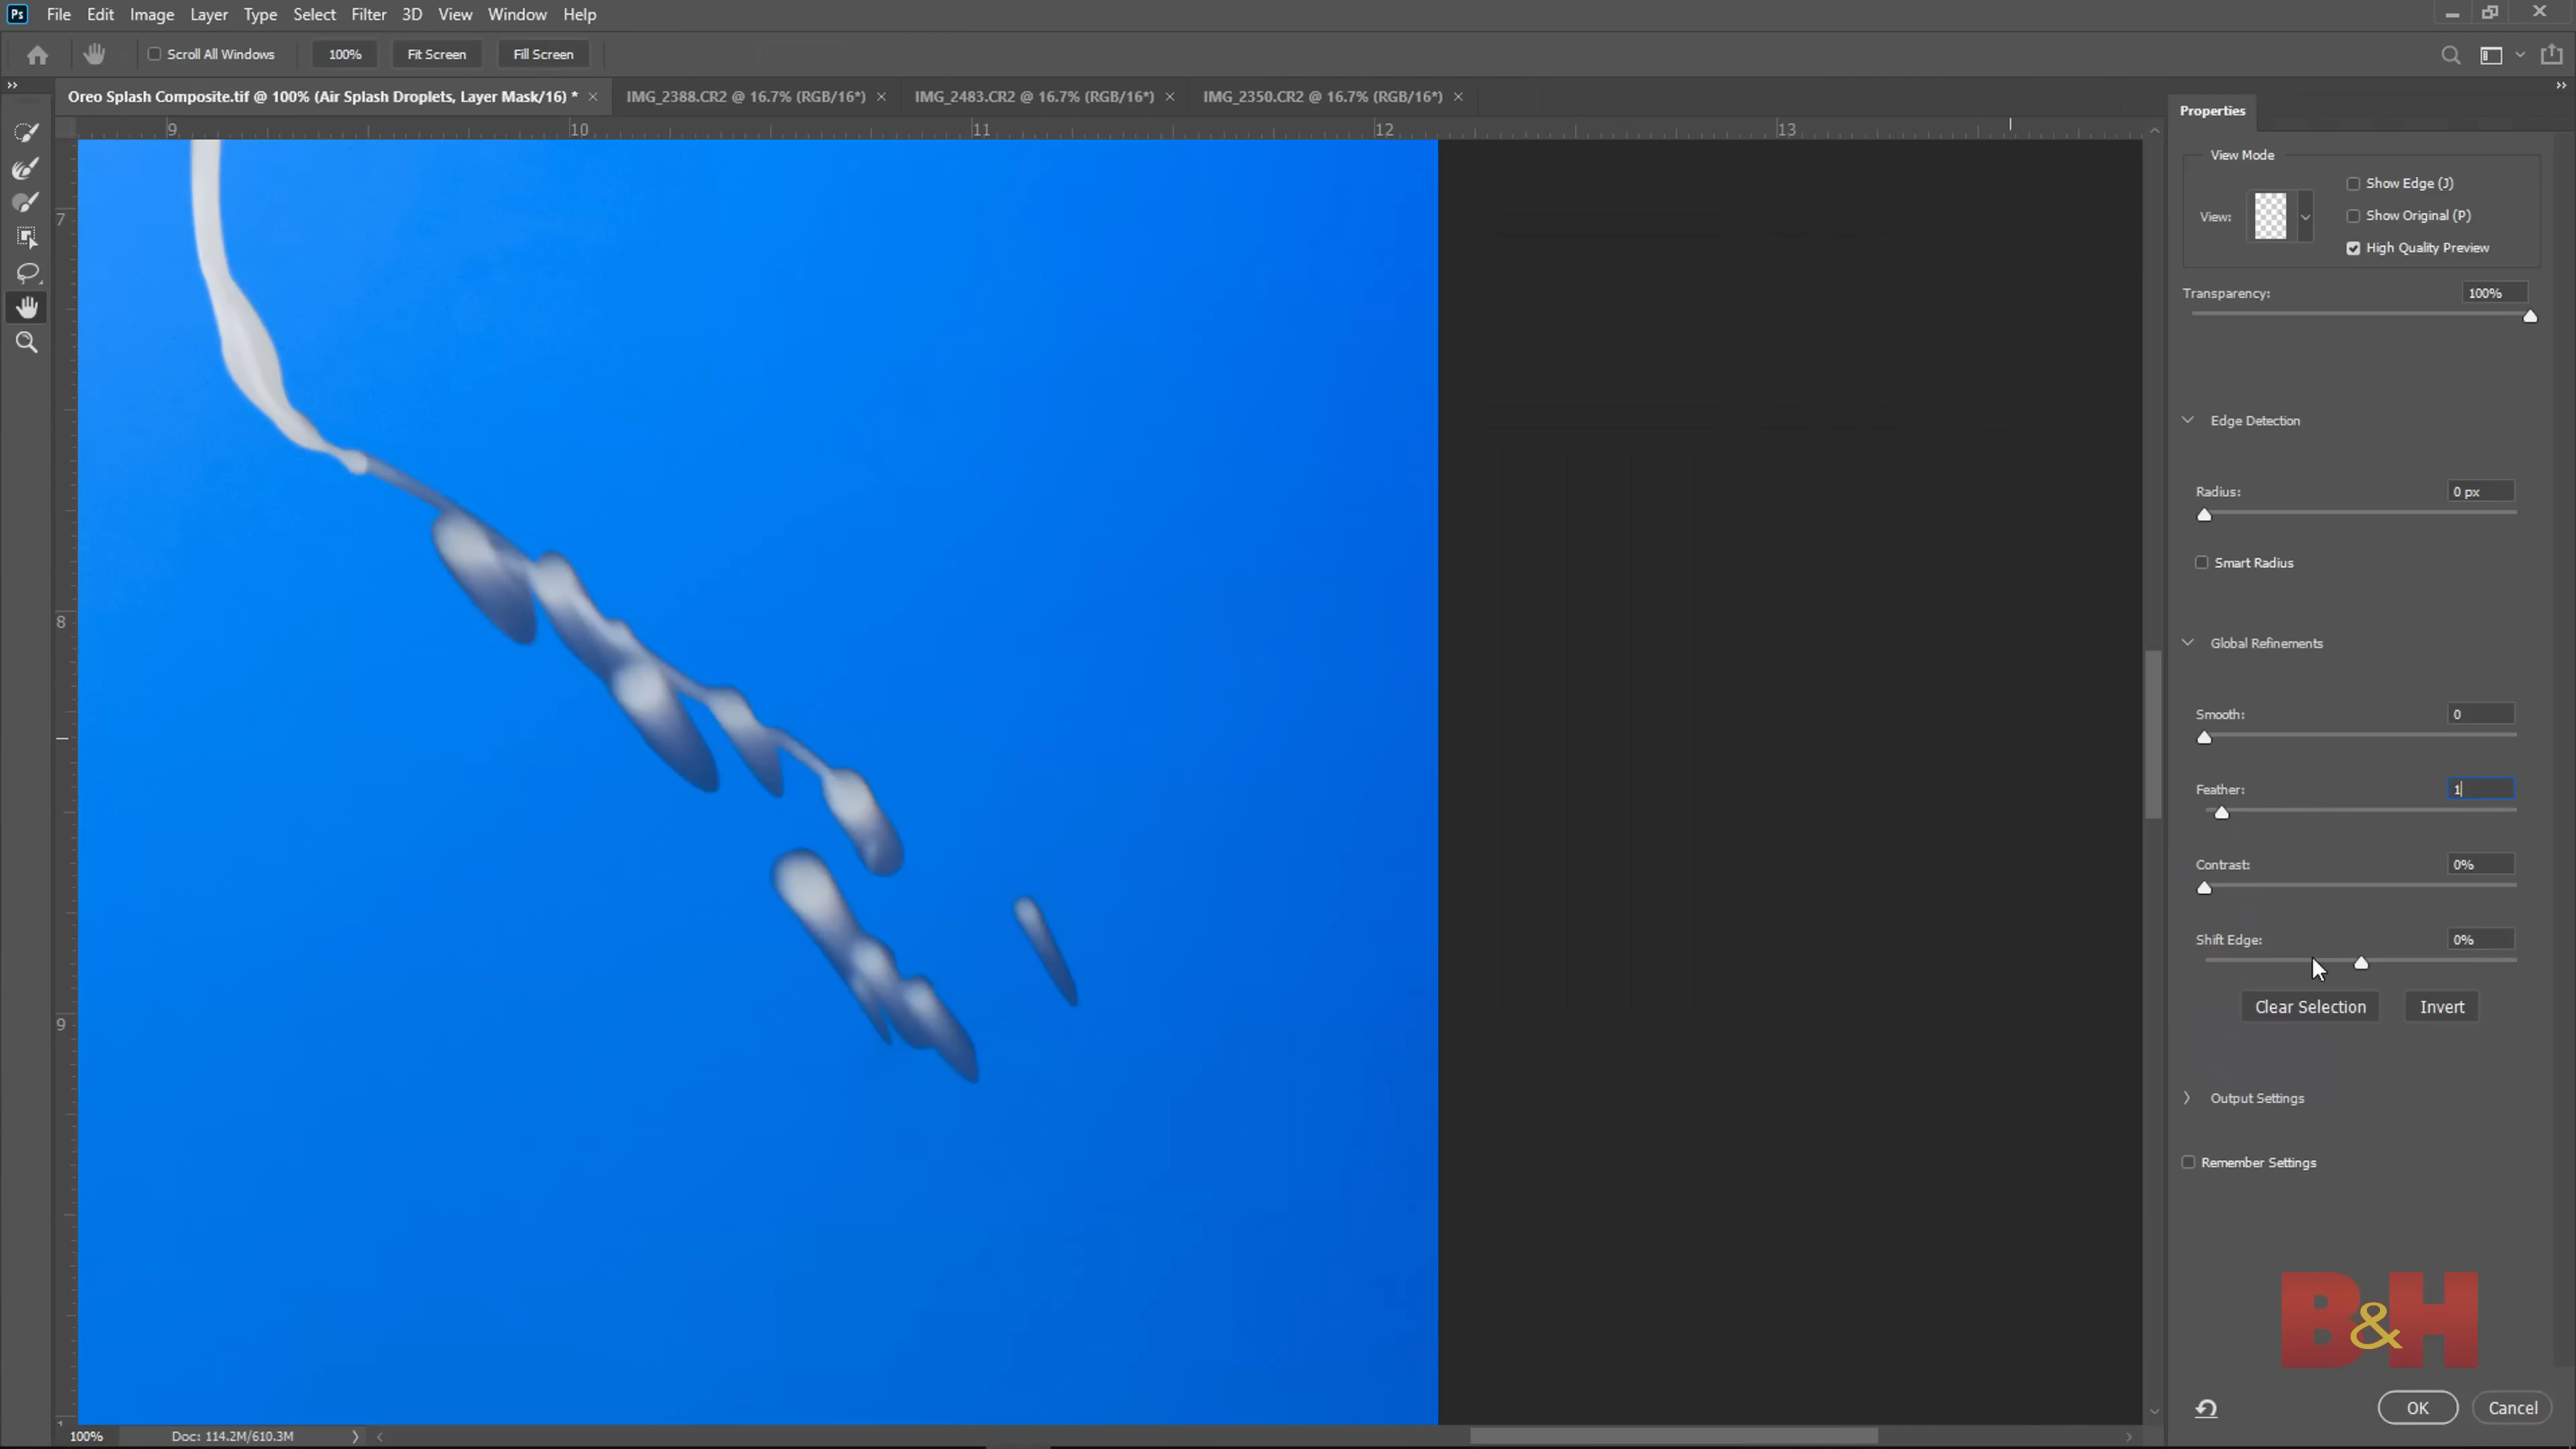 Ps File Edit Image Layer Type Select Filter 3D View Window Help
Scroll All Windows 100% Fit Screen Fill Screen
Oreo Splash Composite.tif @ 100% (Air Splash Droplets, Layer Mask/16) * IMG_2388.CR2 @ 16.7% (RGB/16*) IMG_2483.CR2 @ 16.7% (RGB/16*) IMG_2350.CR2 @ 16.7% (RGB/16*)
Properties
9 10 11 12 13
View Mode
Show Edge (J)
View:
Show Original (P)
7
High Quality Preview
Transparency: 100%
Edge Detection
Radius: 0 px
Smart Radius
8
Global Refinements
Smooth: 0
Feather: 1
Contrast: 0%
Shift Edge: 0%
Clear Selection Invert
9
Output Settings
Remember Settings
B&H
OK Cancel
100% Doc: 114.2M/610.3M